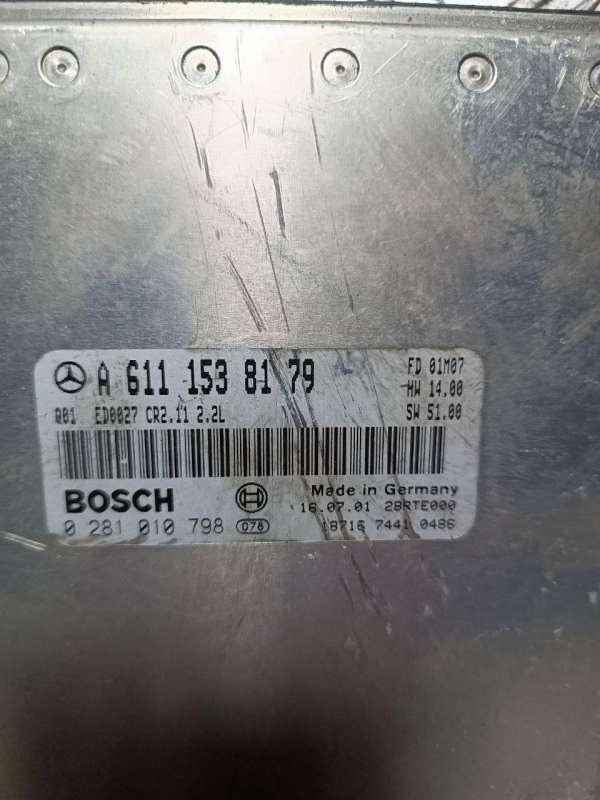 A 611 153 81 79
FD 01M07
HW 14.00
Q01 ED0027 CR2.11 2.2L
SW 51.00
BOSCH
Made in Germany
16.07.01 28RTE000
0 281 010 798 078
18716 7441 0486